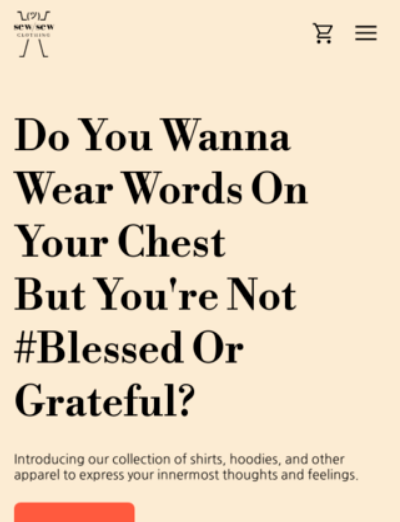 sew/sew
CLOTHING
Do You Wanna
Wear Words On
Your Chest
But You're Not
#Blessed Or
Grateful?
Introducing our collection of shirts, hoodies, and other
apparel to express your innermost thoughts and feelings.